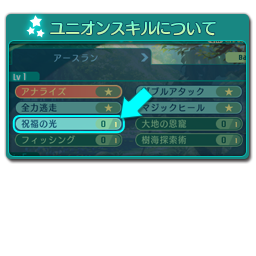 ユニオンスキルについて
アースラン
Lv 1
アナライズ ★ ダブルアタック ★
全力逃走 ★ マジックヒール ★
祝福の光 0 大地の恩寵 0
フィッシング 0 樹海探索術 0